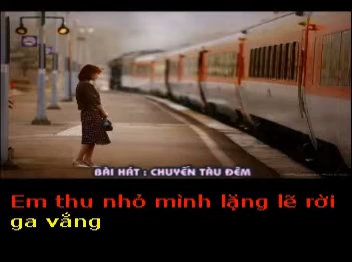 BÀI HÁT : CHUYẾN TÀU ĐÊM
Em thu nhỏ mình lặng lẽ rời
ga vắng